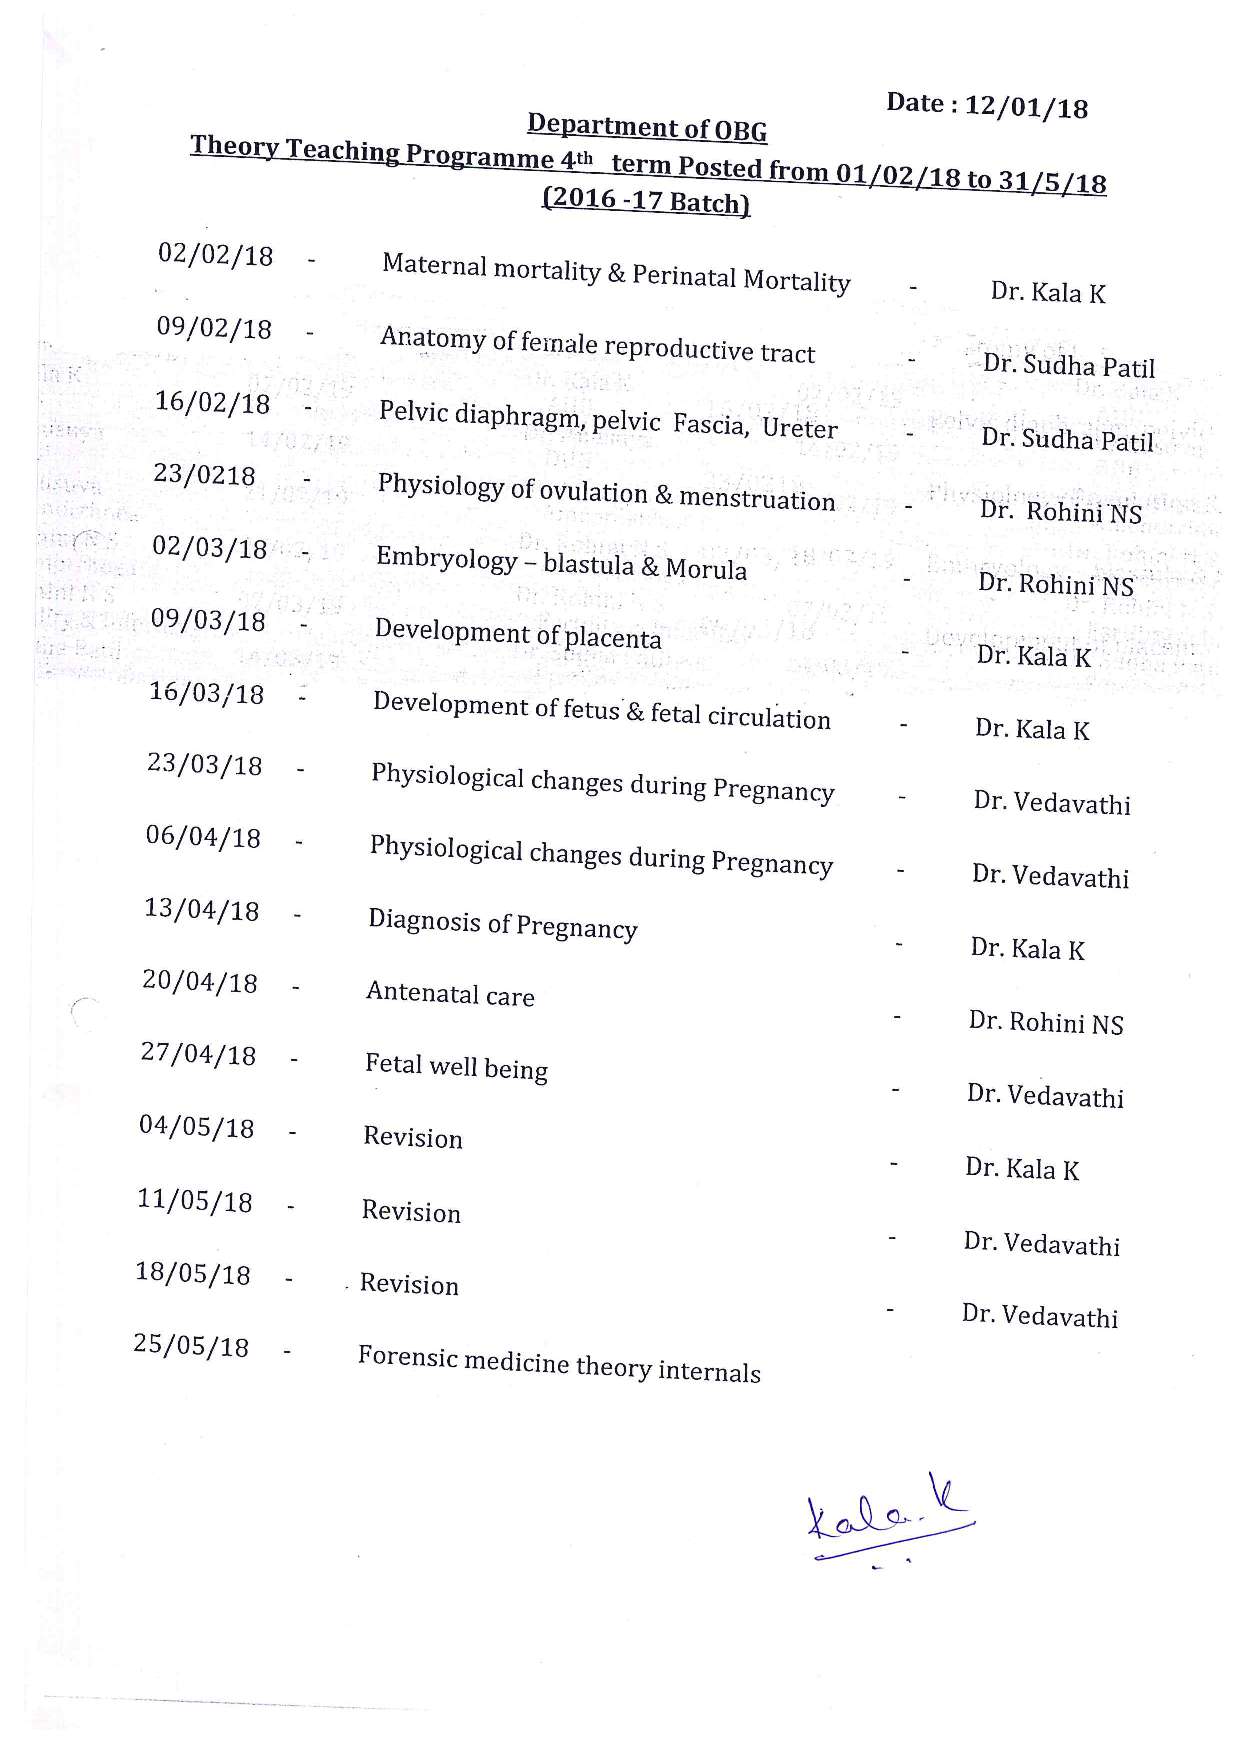 Date : 12/01/18
Department of OBG
Theory Teaching Programme 4th term Posted from 01/02/18 to 31/5/18
(2016 -17 Batch)
02/02/18 - Maternal mortality & Perinatal Mortality - Dr. Kala K
09/02/18 - Anatomy of female reproductive tract - Dr. Sudha Patil
16/02/18 - Pelvic diaphragm, pelvic Fascia, Ureter - Dr. Sudha Patil
23/0218 - Physiology of ovulation & menstruation - Dr. Rohini NS
02/03/18 - Embryology – blastula & Morula - Dr. Rohini NS
09/03/18 - Development of placenta - Dr. Kala K
16/03/18 - Development of fetus & fetal circulation - Dr. Kala K
23/03/18 - Physiological changes during Pregnancy - Dr. Vedavathi
06/04/18 - Physiological changes during Pregnancy - Dr. Vedavathi
13/04/18 - Diagnosis of Pregnancy - Dr. Kala K
20/04/18 - Antenatal care - Dr. Rohini NS
27/04/18 - Fetal well being - Dr. Vedavathi
04/05/18 - Revision - Dr. Kala K
11/05/18 - Revision - Dr. Vedavathi
18/05/18 - Revision - Dr. Vedavathi
25/05/18 - Forensic medicine theory internals
Kala. K